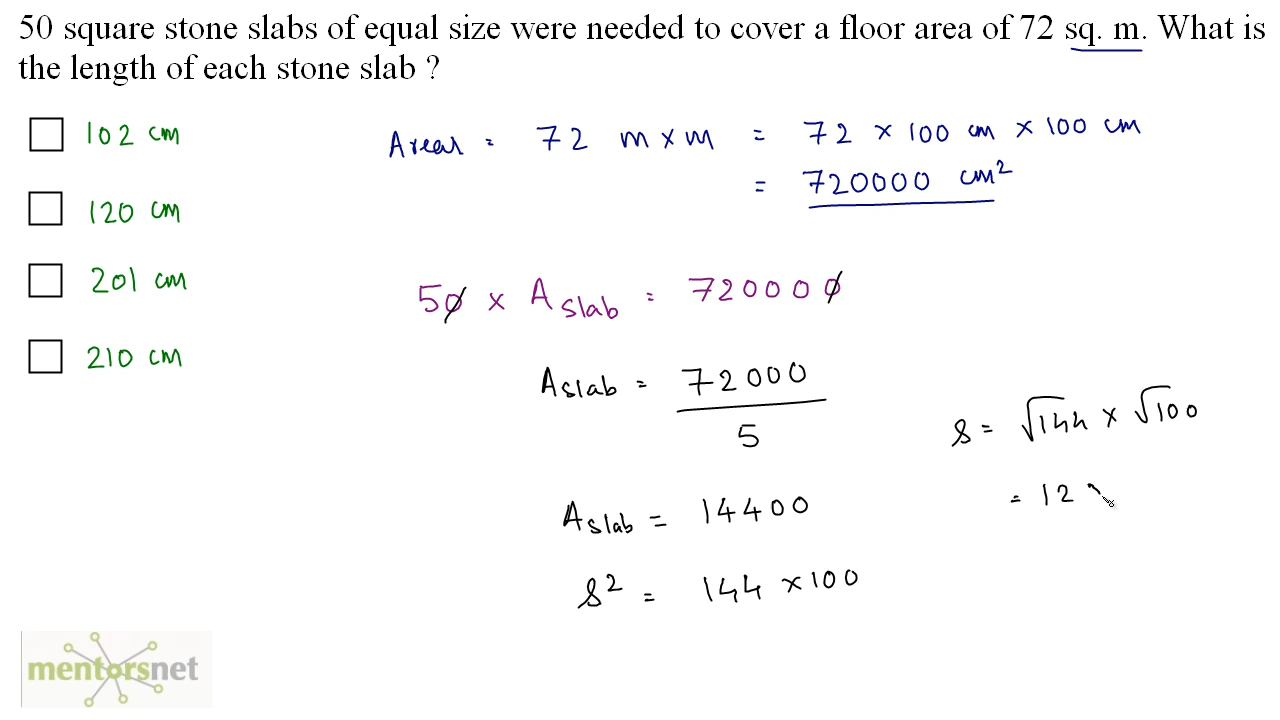 50 square stone slabs of equal size were needed to cover a floor area of 72 sq. m. What is
the length of each stone slab ?
102 cm
120 cm
201 cm
210 cm
Area = 72 m × m = 72 × 100 cm × 100 cm
= 720000 cm²
50 × A slab = 720000
A slab = 72000
5
A slab = 14400
s² = 144 × 100
s = √144 × √100
= 12
mentorsnet